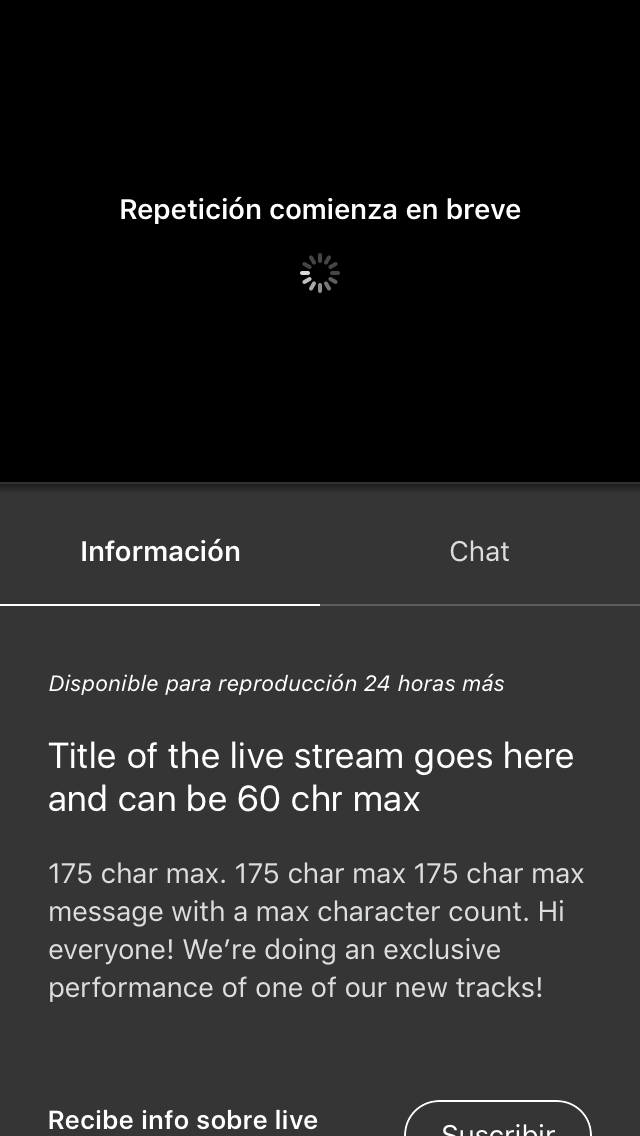 Repetición comienza en breve
Información
Chat
Disponible para reproducción 24 horas más
Title of the live stream goes here
and can be 60 chr max
175 char max. 175 char max 175 char max
message with a max character count. Hi
everyone! We’re doing an exclusive
performance of one of our new tracks!
Recibe info sobre live
Suscribir